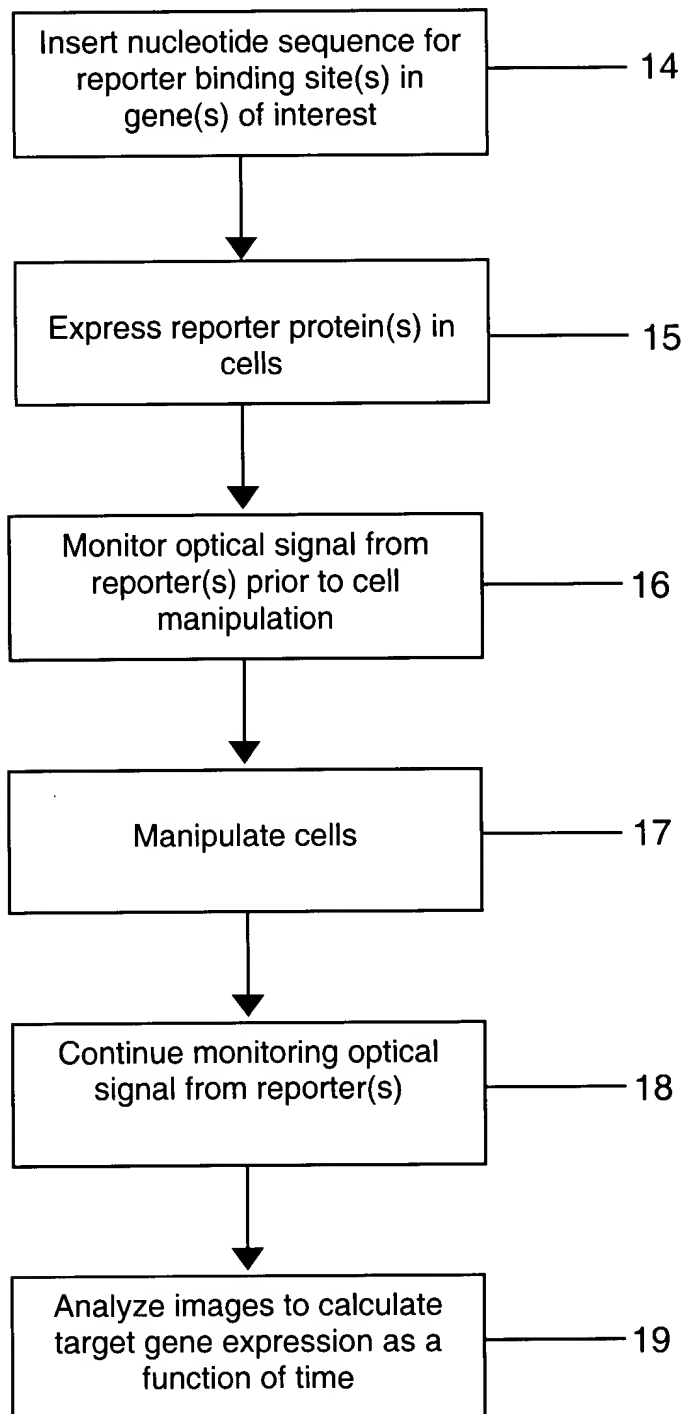 Insert nucleotide sequence for
reporter binding site(s) in
gene(s) of interest
14
Express reporter protein(s) in
cells
15
Monitor optical signal from
reporter(s) prior to cell
manipulation
16
Manipulate cells
17
Continue monitoring optical
signal from reporter(s)
18
Analyze images to calculate
target gene expression as a
function of time
19